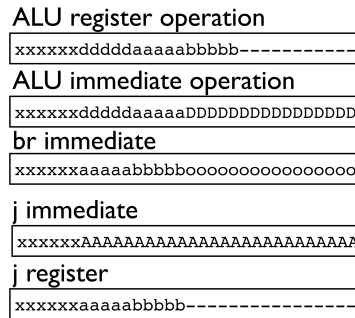 ALU register operation
xxxxxxdddddaaaaabbbbb-----------
ALU immediate operation
xxxxxxdddddaaaaaDDDDDDDDDDDDDDDD
br immediate
xxxxxxaaaaabbbbboooooooooooooooo
j immediate
xxxxxxAAAAAAAAAAAAAAAAAAAAAAAAAA
j register
xxxxxxaaaaabbbbb----------------